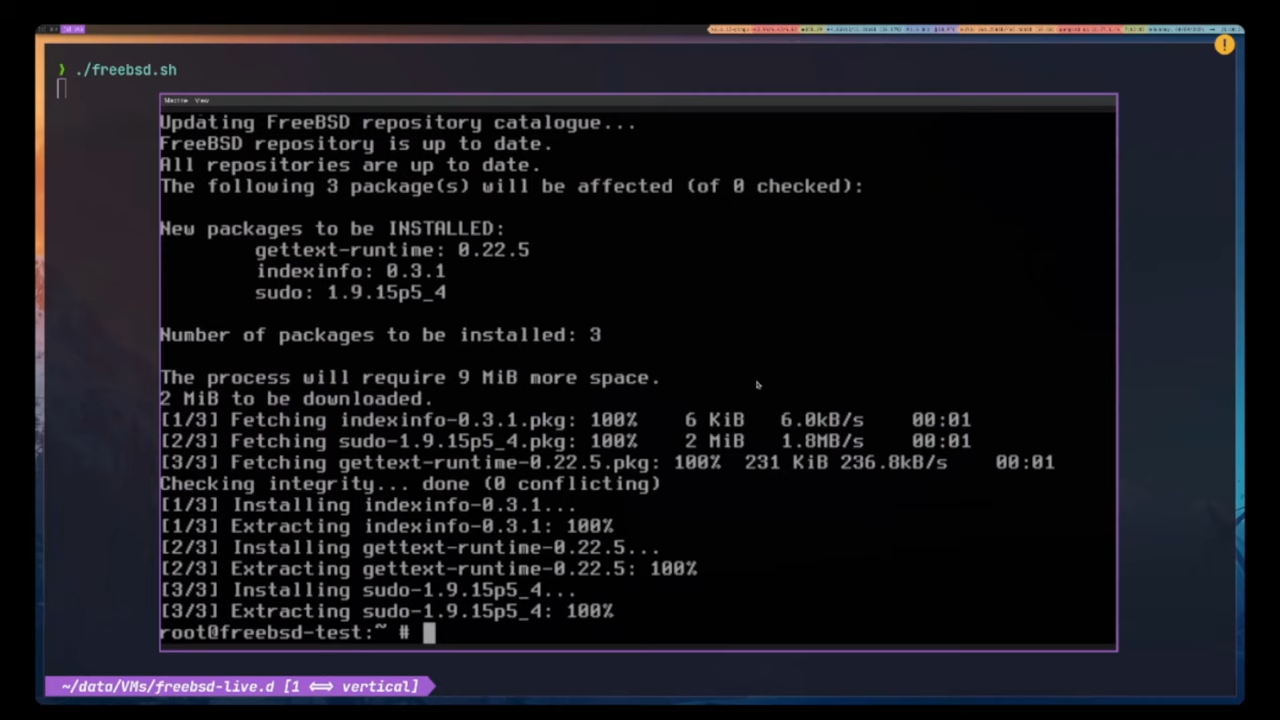 ❯ ./freebsd.sh
Machine View
Updating FreeBSD repository catalogue...
FreeBSD repository is up to date.
All repositories are up to date.
The following 3 package(s) will be affected (of 0 checked):
New packages to be INSTALLED:
gettext-runtime: 0.22.5
indexinfo: 0.3.1
sudo: 1.9.15p5_4
Number of packages to be installed: 3
The process will require 9 MiB more space.
2 MiB to be downloaded.
[1/3] Fetching indexinfo-0.3.1.pkg: 100% 6 KiB 6.0kB/s 00:01
[2/3] Fetching sudo-1.9.15p5_4.pkg: 100% 2 MiB 1.8MB/s 00:01
[3/3] Fetching gettext-runtime-0.22.5.pkg: 100% 231 KiB 236.8kB/s 00:01
Checking integrity... done (0 conflicting)
[1/3] Installing indexinfo-0.3.1...
[1/3] Extracting indexinfo-0.3.1: 100%
[2/3] Installing gettext-runtime-0.22.5...
[2/3] Extracting gettext-runtime-0.22.5: 100%
[3/3] Installing sudo-1.9.15p5_4...
[3/3] Extracting sudo-1.9.15p5_4: 100%
root@freebsd-test:~ #
~/data/VMs/freebsd-live.d [1 ⟺ vertical]